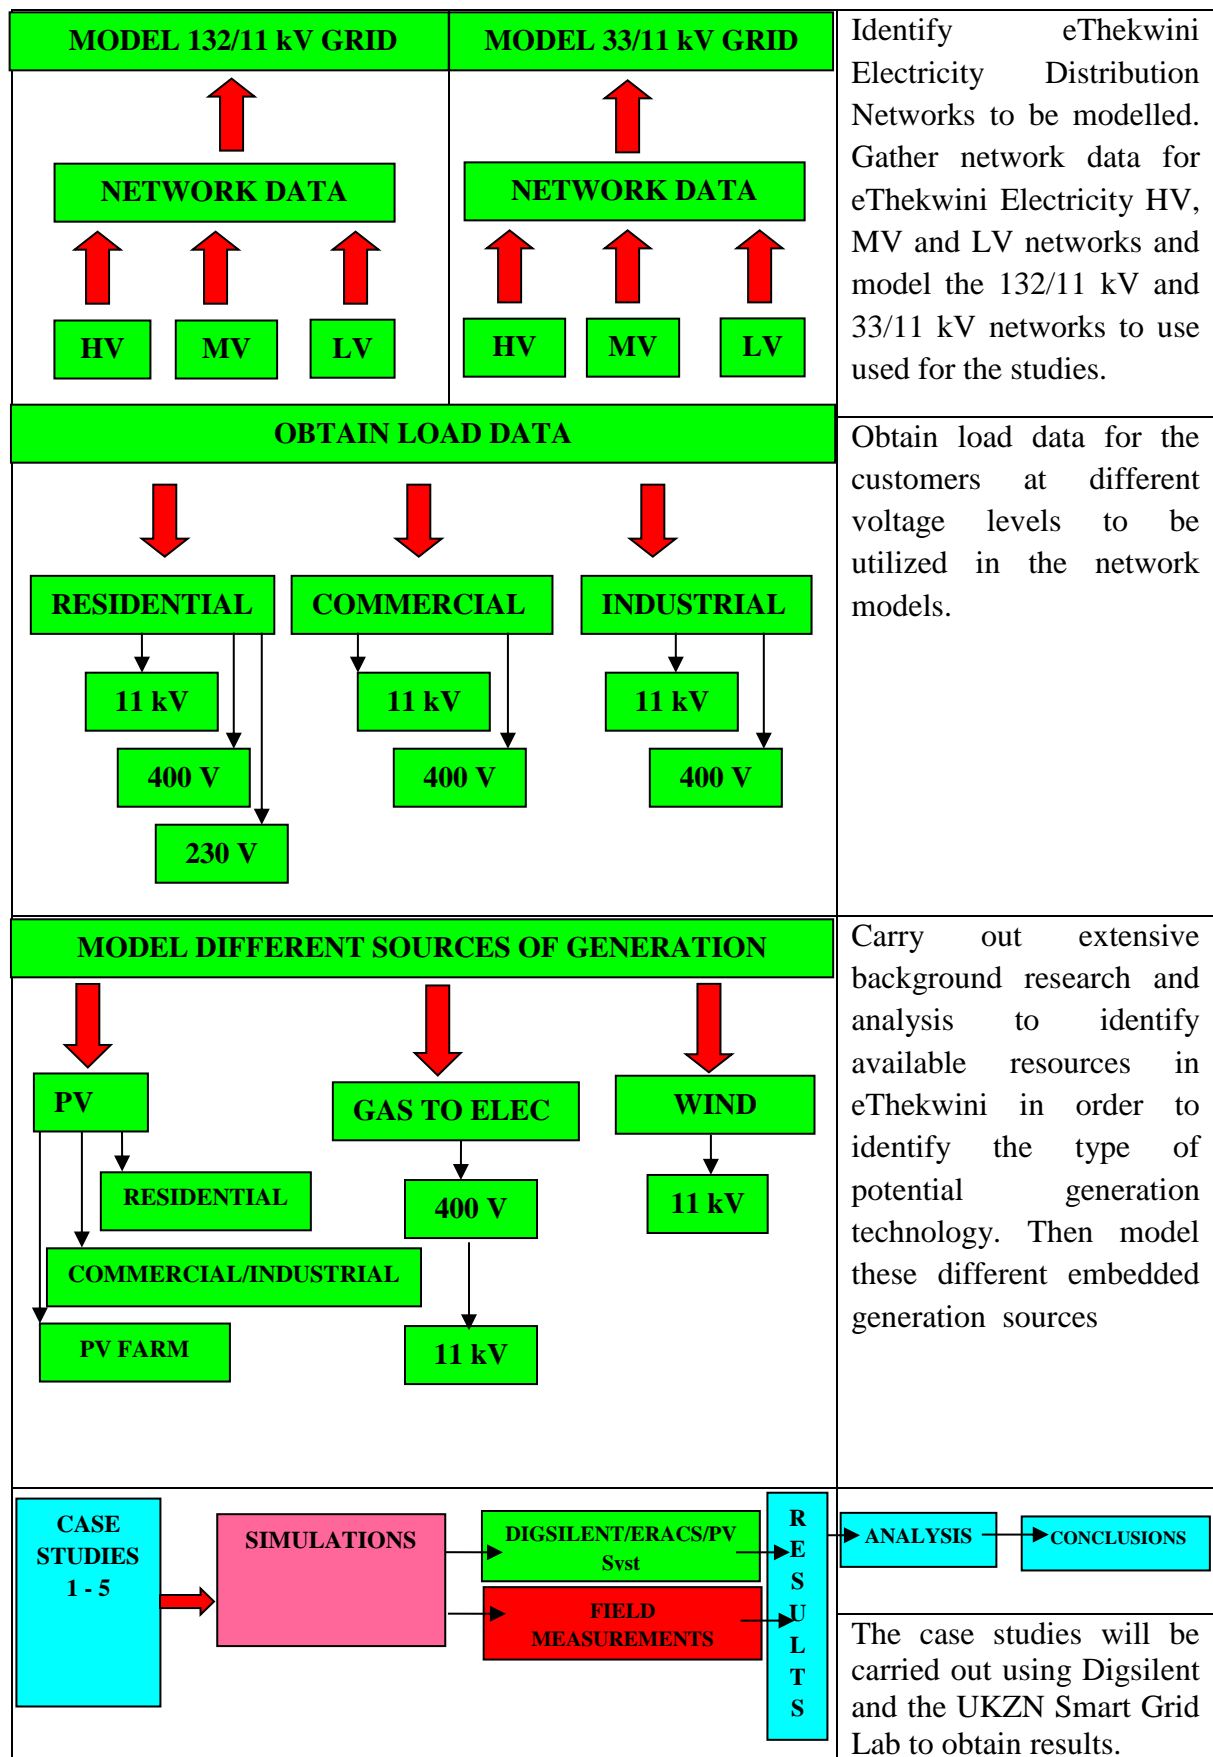 MODEL 132/11 kV GRID
MODEL 33/11 kV GRID
NETWORK DATA
NETWORK DATA
HV
MV
LV
HV
MV
LV
Identify eThekwini
Electricity Distribution
Networks to be modelled.
Gather network data for
eThekwini Electricity HV,
MV and LV networks and
model the 132/11 kV and
33/11 kV networks to use
used for the studies.
OBTAIN LOAD DATA
RESIDENTIAL
COMMERCIAL
INDUSTRIAL
11 kV
11 kV
11 kV
400 V
400 V
400 V
230 V
Obtain load data for the
customers at different
voltage levels to be
utilized in the network
models.
MODEL DIFFERENT SOURCES OF GENERATION
PV
GAS TO ELEC
WIND
RESIDENTIAL
400 V
11 kV
COMMERCIAL/INDUSTRIAL
PV FARM
11 kV
Carry out extensive
background research and
analysis to identify
available resources in
eThekwini in order to
identify the type of
potential generation
technology. Then model
these different embedded
generation sources
CASE
STUDIES
1 - 5
SIMULATIONS
DIGSILENT/ERACS/PV
Syst
FIELD
MEASUREMENTS
R
E
S
U
L
T
S
ANALYSIS
CONCLUSIONS
The case studies will be
carried out using Digsilent
and the UKZN Smart Grid
Lab to obtain results.